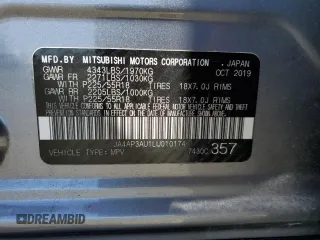 MFD.BY MITSUBISHI MOTORS CORPORATION , JAPAN
GVWR 4343LBS/1970KG OCT 2019
GAWR FR 2271LBS/1030KG
WITH P225/55R18 TIRES, 18X7.0J RIMS
GAWR RR 2205LBS/1000KG
WITH P225/55R18 TIRES, 18X7.0J RIMS
JA4AP3AU1LU010174
VEHICLE TYPE: MPV 357
DREAMBID